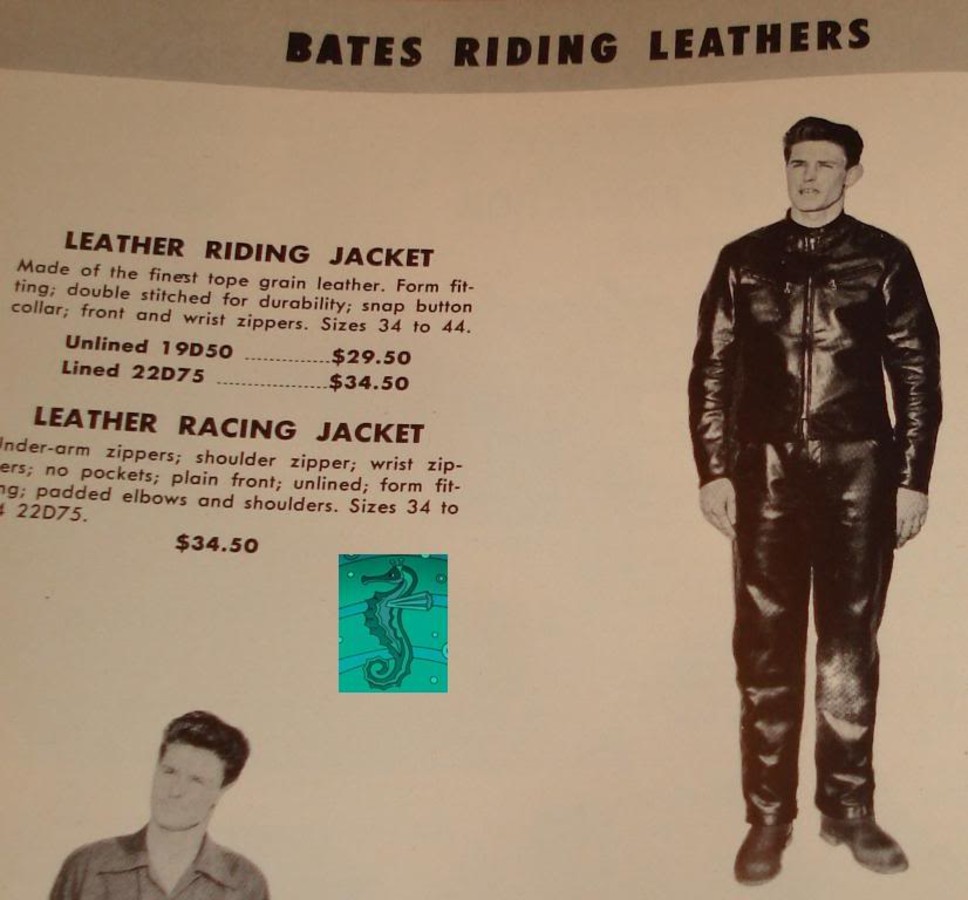 BATES RIDING LEATHERS
LEATHER RIDING JACKET
Made of the finest tope grain leather. Form fit-
ting; double stitched for durability; snap button
collar; front and wrist zippers. Sizes 34 to 44.
Unlined 19D50 ..............$29.50
Lined 22D75 ..................$34.50
LEATHER RACING JACKET
Under-arm zippers; shoulder zipper; wrist zip-
ers; no pockets; plain front; unlined; form fit-
ng; padded elbows and shoulders. Sizes 34 to
4 22D75.
$34.50